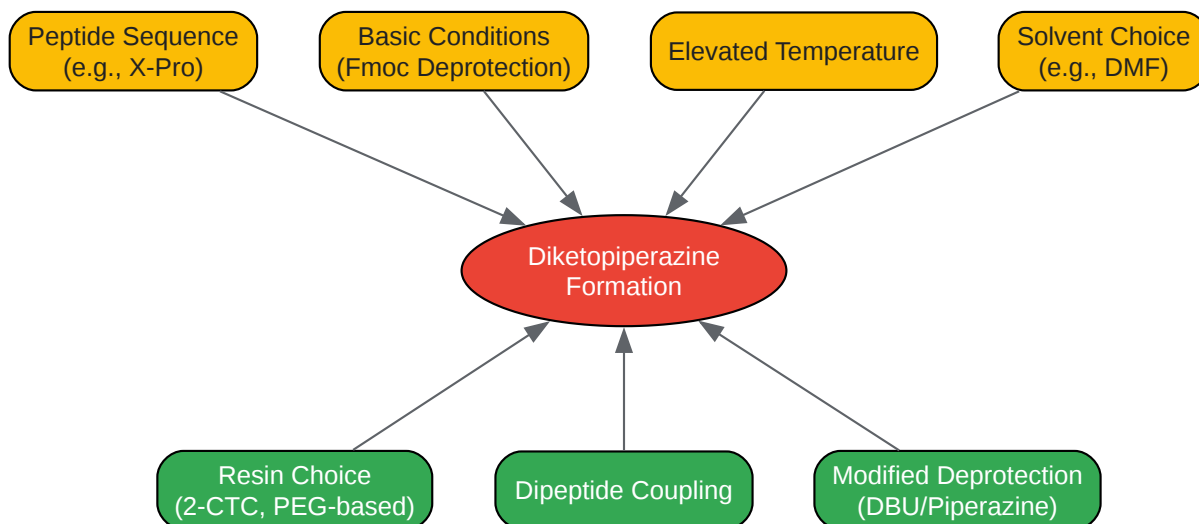 Peptide Sequence
(e.g., X-Pro)
Basic Conditions
(Fmoc Deprotection)
Elevated Temperature
Solvent Choice
(e.g., DMF)
Diketopiperazine
Formation
Resin Choice
(2-CTC, PEG-based)
Dipeptide Coupling
Modified Deprotection
(DBU/Piperazine)